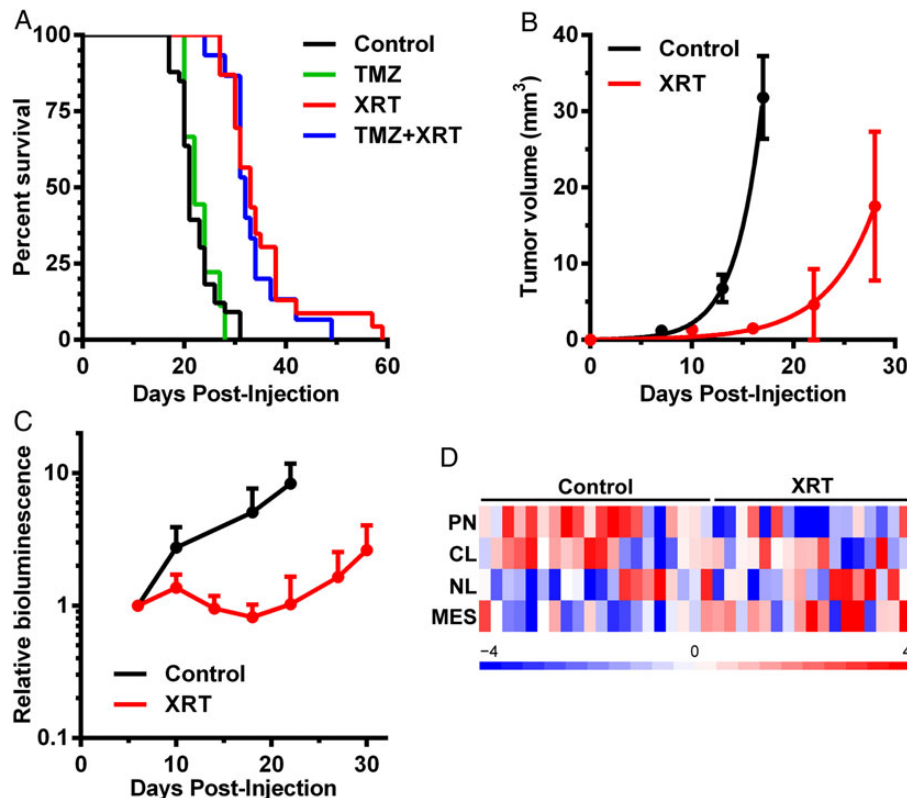 A
100
75
50
25
0
Percent survival
Control
TMZ
XRT
TMZ+XRT
0 20 40 60
Days Post-Injection
B
40
30
20
10
0
Tumor volume (mm³)
Control
XRT
0 10 20 30
Days Post-Injection
C
10
1
0.1
Relative bioluminescence
Control
XRT
0 10 20 30
Days Post-Injection
D
Control XRT
PN
CL
NL
MES
−4 0 4